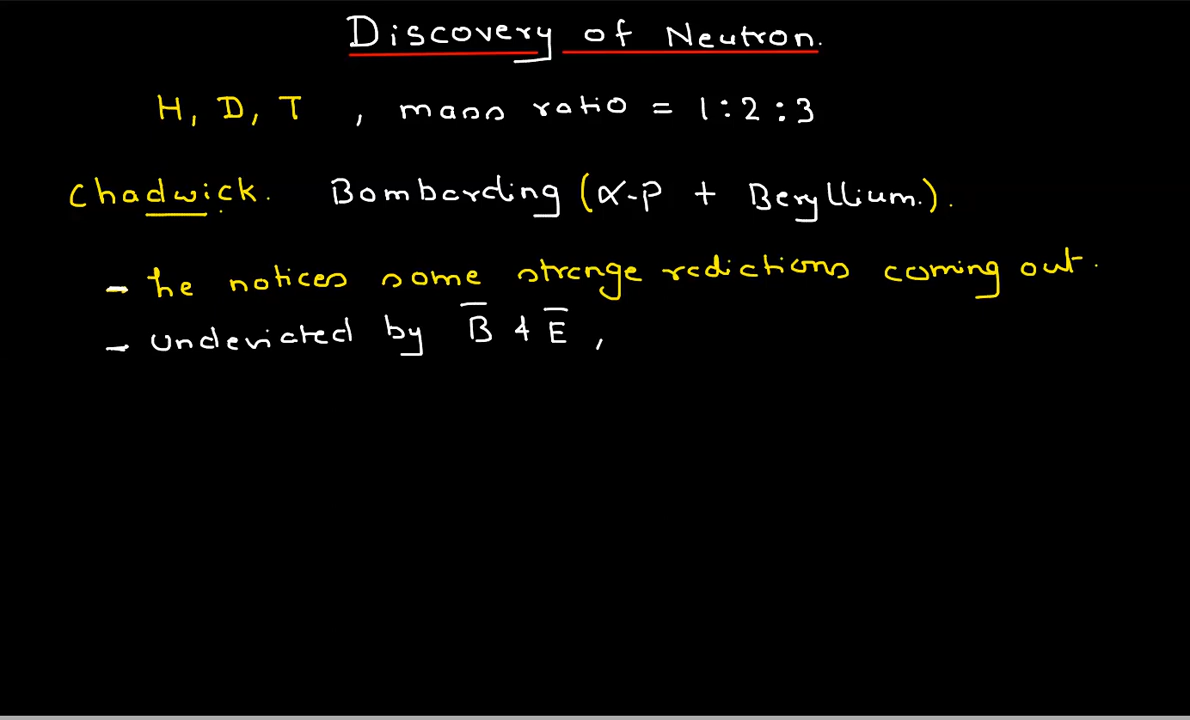 Discovery of Neutron.
H, D, T , mass ratio = 1:2:3
Chadwick. Bombarding (α-p + Beryllium.).
- he notices some strange radiations coming out.
- undeviated by B̅ & E̅ ,